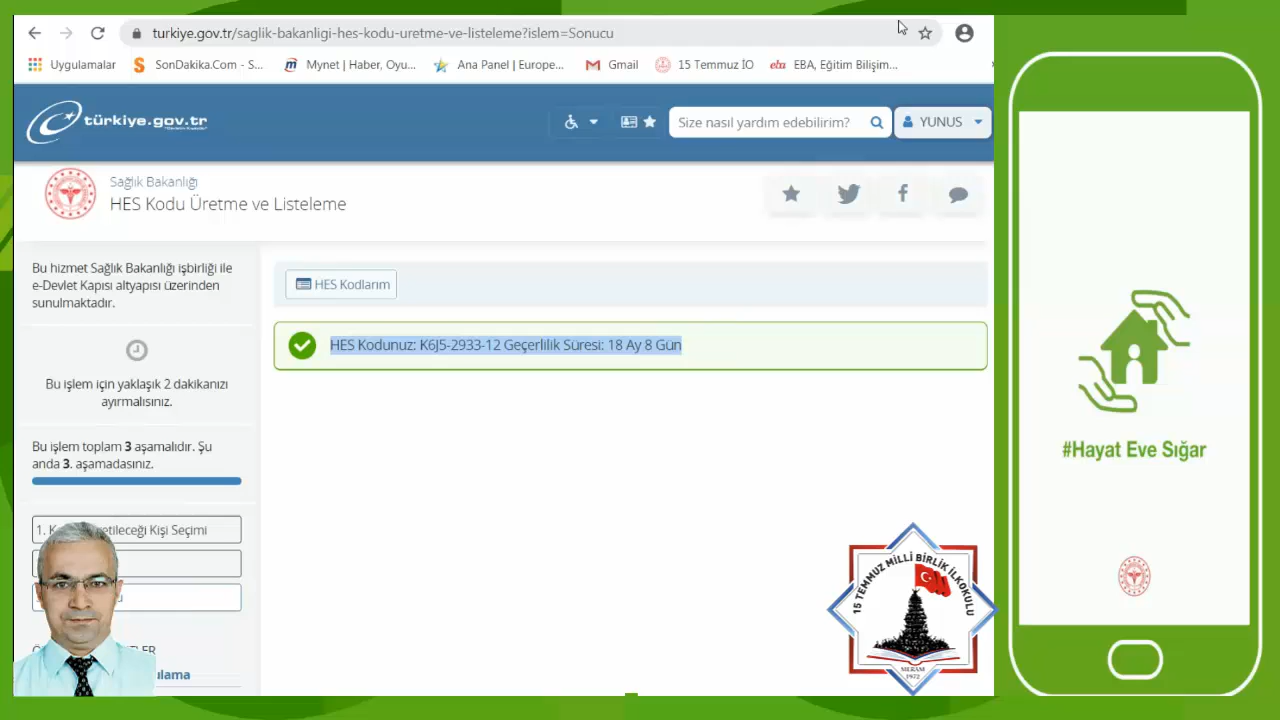 turkiye.gov.tr/saglik-bakanligi-hes-kodu-uretme-ve-listeleme?islem=Sonucu
Uygulamalar
SonDakika.Com - S...
Mynet | Haber, Oyu...
Ana Panel | Europe...
Gmail
15 Temmuz IO
eba EBA, Eğitim Bilişim...
türkiye.gov.tr
Size nasıl yardım edebilirim?
YUNUS
Sağlık Bakanlığı
HES Kodu Üretme ve Listeleme
Bu hizmet Sağlık Bakanlığı işbirliği ile
e-Devlet Kapısı altyapısı üzerinden
sunulmaktadır.
HES Kodlarım
HES Kodunuz: K6J5-2933-12 Geçerlilik Süresi: 18 Ay 8 Gün
Bu işlem için yaklaşık 2 dakikanızı
ayırmalısınız.
Bu işlem toplam 3 aşamalıdır. Şu
anda 3. aşamadasınız.
Kişi Seçimi
#Hayat Eve Sığar
15 TEMMUZ MİLLİ BİRLİK İLKOKULU
MERAM
1972